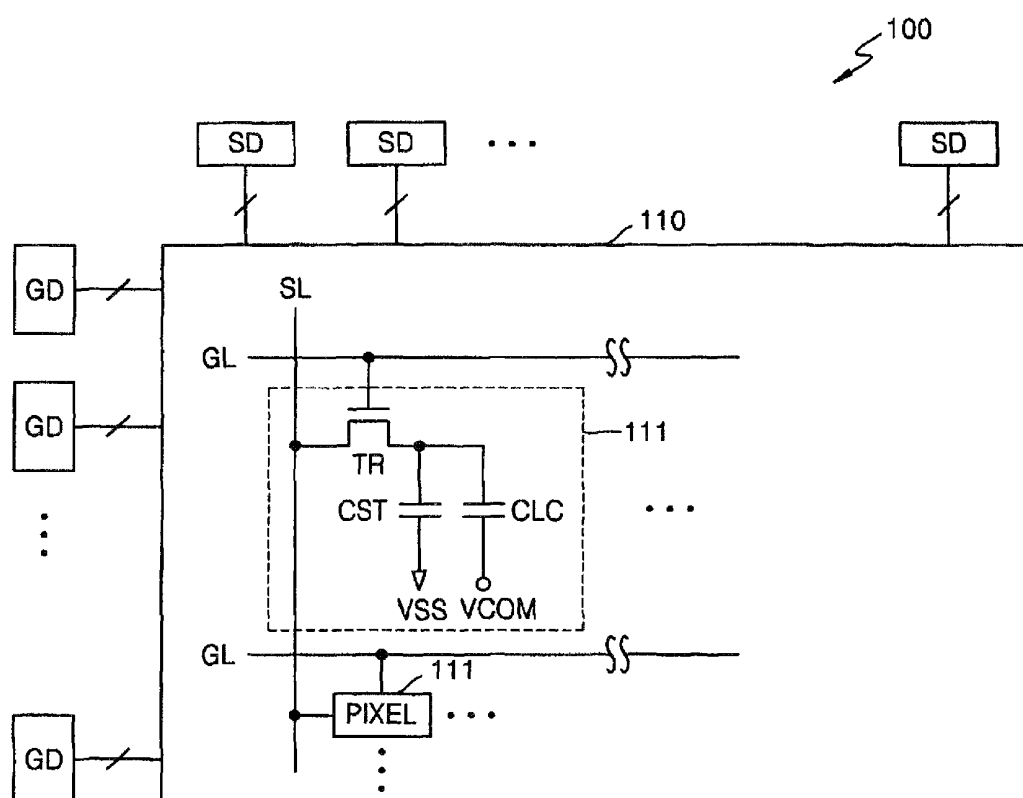 100
SD SD ... SD
110
GD
SL
GL
GD
111
TR
CST CLC
...
VSS VCOM
GL
111
PIXEL ...
GD